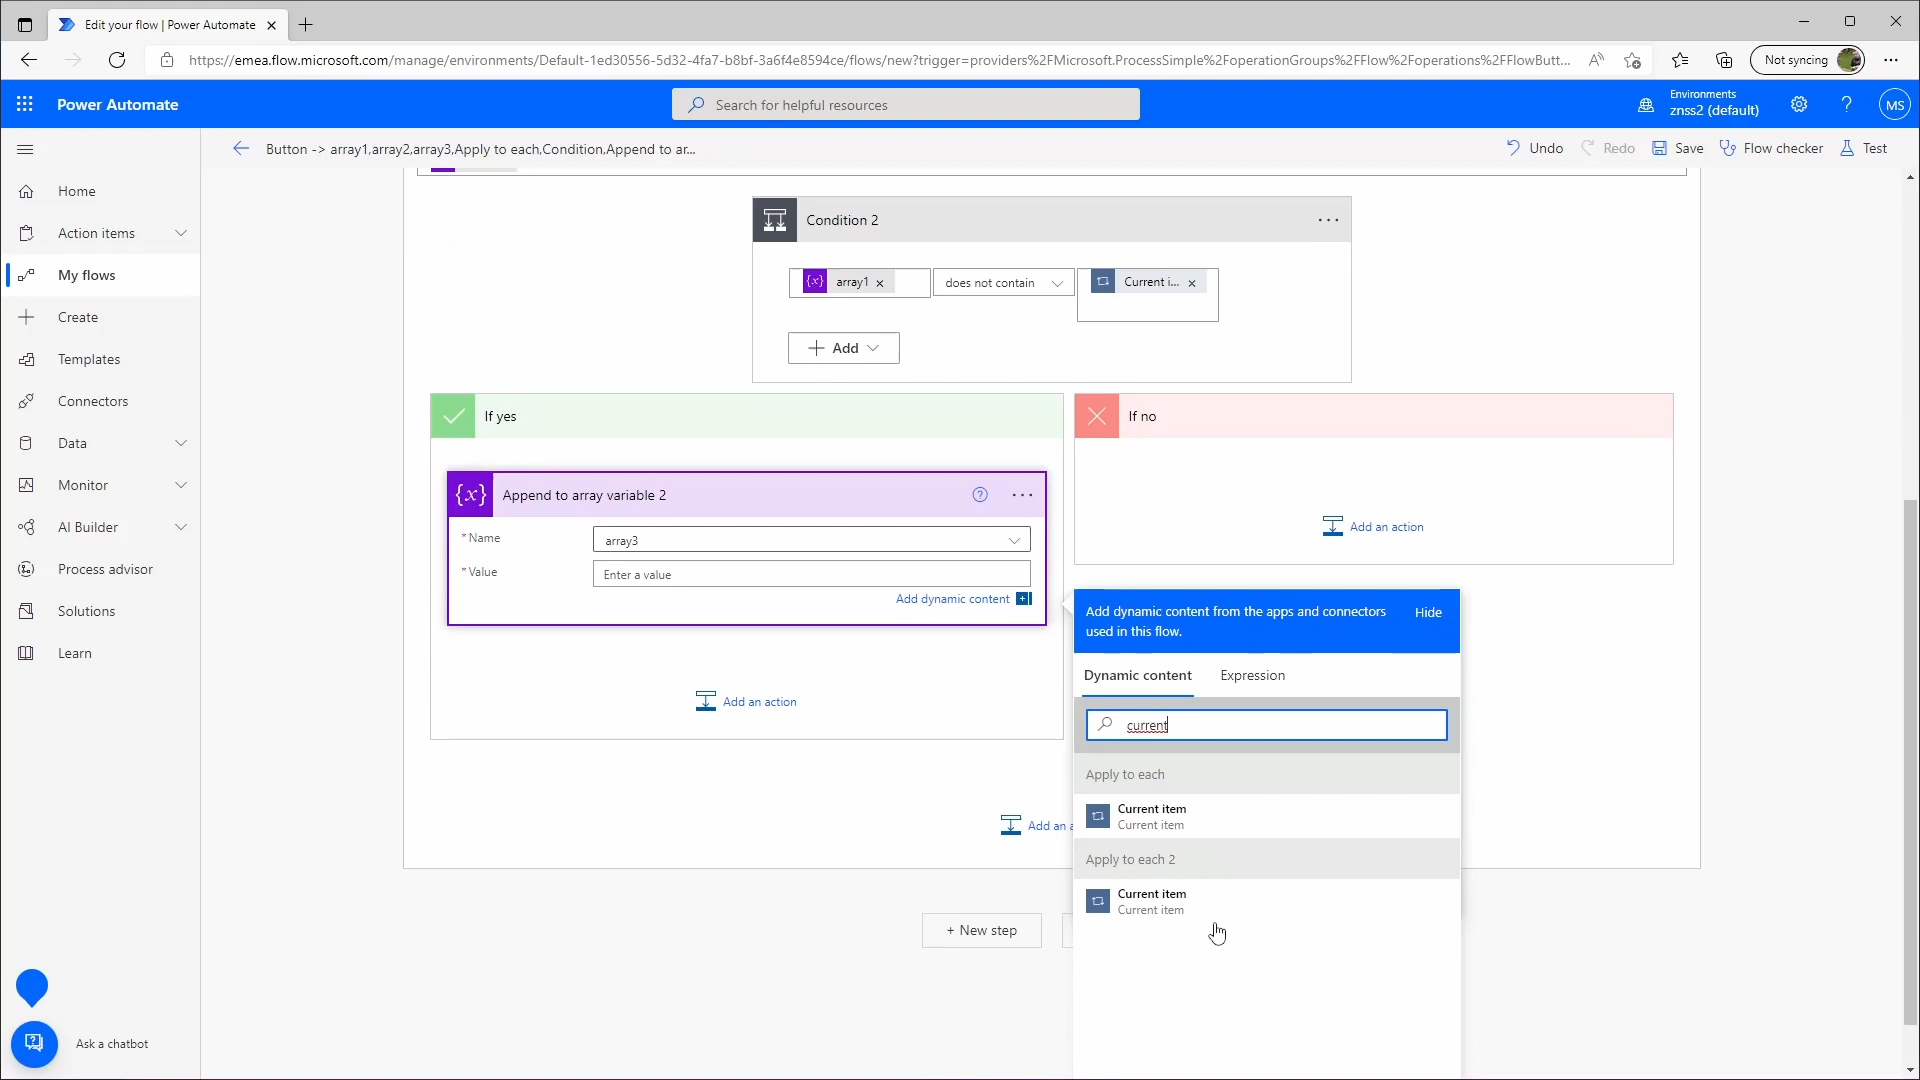 Edit your flow | Power Automate
https://emea.flow.microsoft.com/manage/environments/Default-1ed30556-5d32-4fa7-b8bf-3a6f4e8594ce/flows/new?trigger=providers%2FMicrosoft.ProcessSimple%2FoperationGroups%2FFlow%2Foperations%2FFlowButt...
Not syncing
Power Automate
Search for helpful resources
Environments
znss2 (default)
MS
Button -> array1,array2,array3,Apply to each,Condition,Append to ar...
Undo
Redo
Save
Flow checker
Test
Home
Action items
My flows
Create
Templates
Connectors
Data
Monitor
AI Builder
Process advisor
Solutions
Learn
Ask a chatbot
Condition 2
{x} array1
does not contain
Current i...
Add
If yes
If no
{x} Append to array variable 2
* Name
array3
* Value
Enter a value
Add dynamic content
Add an action
Add an action
Add an a
+ New step
Add dynamic content from the apps and connectors
used in this flow.
Hide
Dynamic content
Expression
current
Apply to each
Current item
Current item
Apply to each 2
Current item
Current item